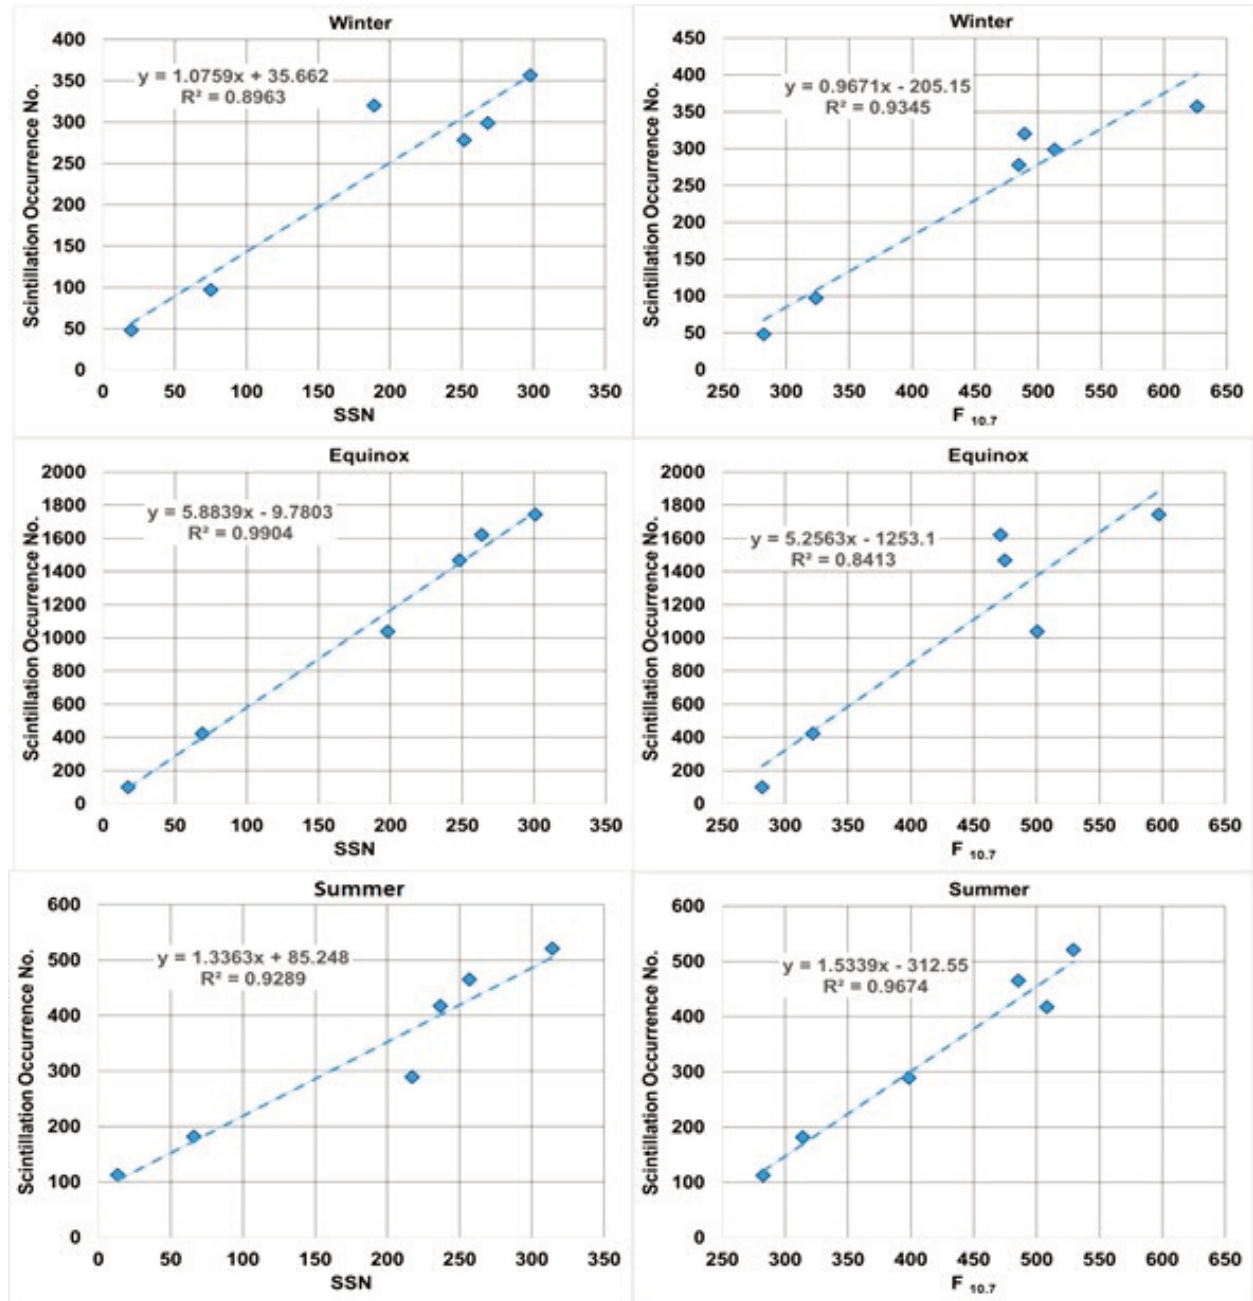 Winter
400
350
300
250
200
150
100
50
0
Scintillation Occurrence No.
y = 1.0759x + 35.662
R² = 0.8963
0 50 100 150 200 250 300 350
SSN
Winter
450
400
350
300
250
200
150
100
50
0
Scintillation Occurrence No.
y = 0.9671x - 205.15
R² = 0.9345
250 300 350 400 450 500 550 600 650
F 10.7
Equinox
2000
1800
1600
1400
1200
1000
800
600
400
200
0
Scintillation Occurrence No.
y = 5.8839x - 9.7803
R² = 0.9904
0 50 100 150 200 250 300 350
SSN
Equinox
2000
1800
1600
1400
1200
1000
800
600
400
200
0
Scintillation Occurrence No.
y = 5.2563x - 1253.1
R² = 0.8413
250 300 350 400 450 500 550 600 650
F 10.7
Summer
600
500
400
300
200
100
0
Scintillation Occurrence No.
y = 1.3363x + 85.248
R² = 0.9289
0 50 100 150 200 250 300 350
SSN
Summer
600
500
400
300
200
100
0
Scintillation Occurrence No.
y = 1.5339x - 312.55
R² = 0.9674
250 300 350 400 450 500 550 600 650
F 10.7